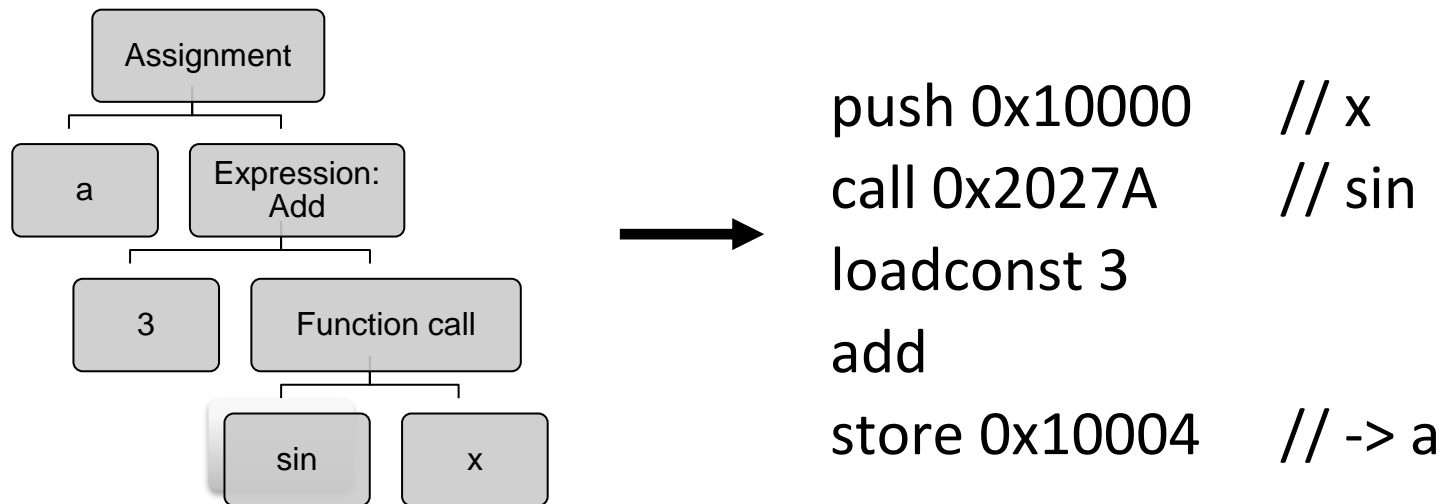 Assignment
a
Expression:
Add
3
Function call
sin
x
push 0x10000 // x
call 0x2027A // sin
loadconst 3
add
store 0x10004 // -> a